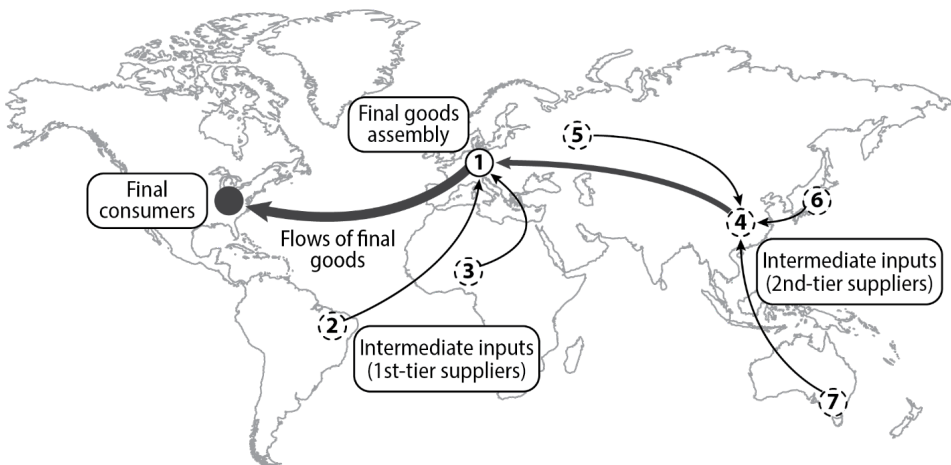 Final goods
assembly
5
1
Final
consumers
6
4
Flows of final
goods
3
Intermediate inputs
(2nd-tier suppliers)
2
Intermediate inputs
(1st-tier suppliers)
7